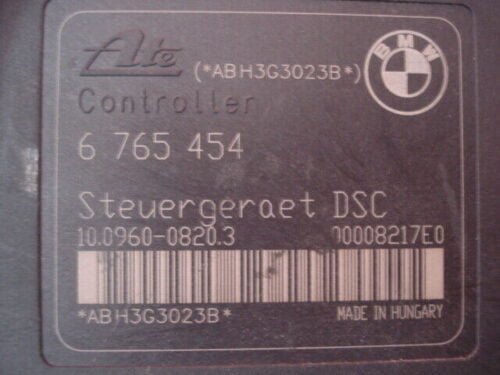 Ate (*ABH3G3023B*) BMW
Controller
6 765 454
Steuergeraet DSC
10.0960-0820.3 00008217E0
*ABH3G3023B* MADE IN HUNGARY